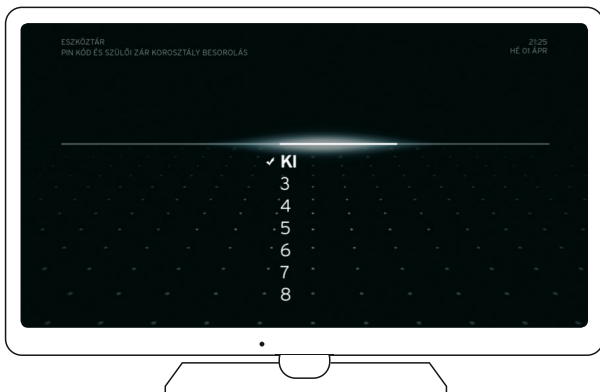 ESZKÖZTÁR
PIN KÓD ÉS SZÜLŐI ZÁR KOROSZTÁLY BESOROLÁS
21:25
HÉ 01 ÁPR
KI
3
4
5
6
7
8